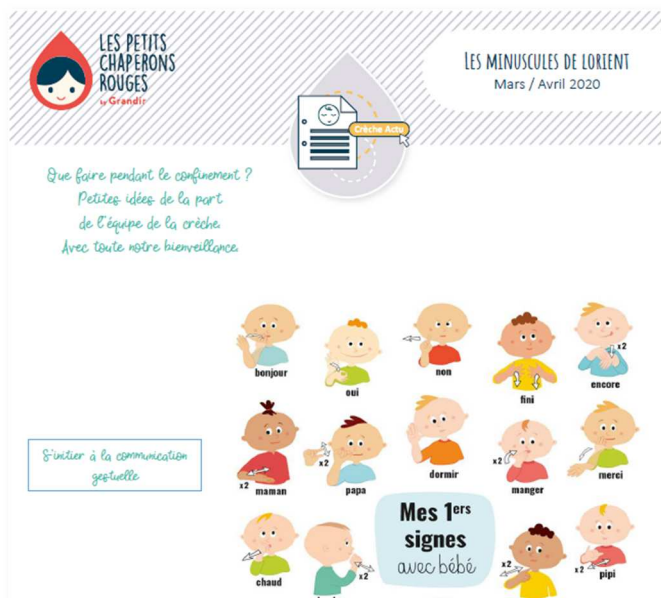 LES PETITS
CHAPERONS
ROUGES
by Grandir
Crèche Actu
LES MINUSCULES DE LORIENT
Mars / Avril 2020
Que faire pendant le confinement ?
Petites idées de la part
de l'équipe de la crèche.
Avec toute notre bienveillance.
bonjour
oui
non
fini
x2
encore
S'initier à la communication
gestuelle
x2
maman
x2
papa
dormir
x2
manger
merci
Mes 1ers
signes
avec bébé
chaud
x2
x2
x2
pipi